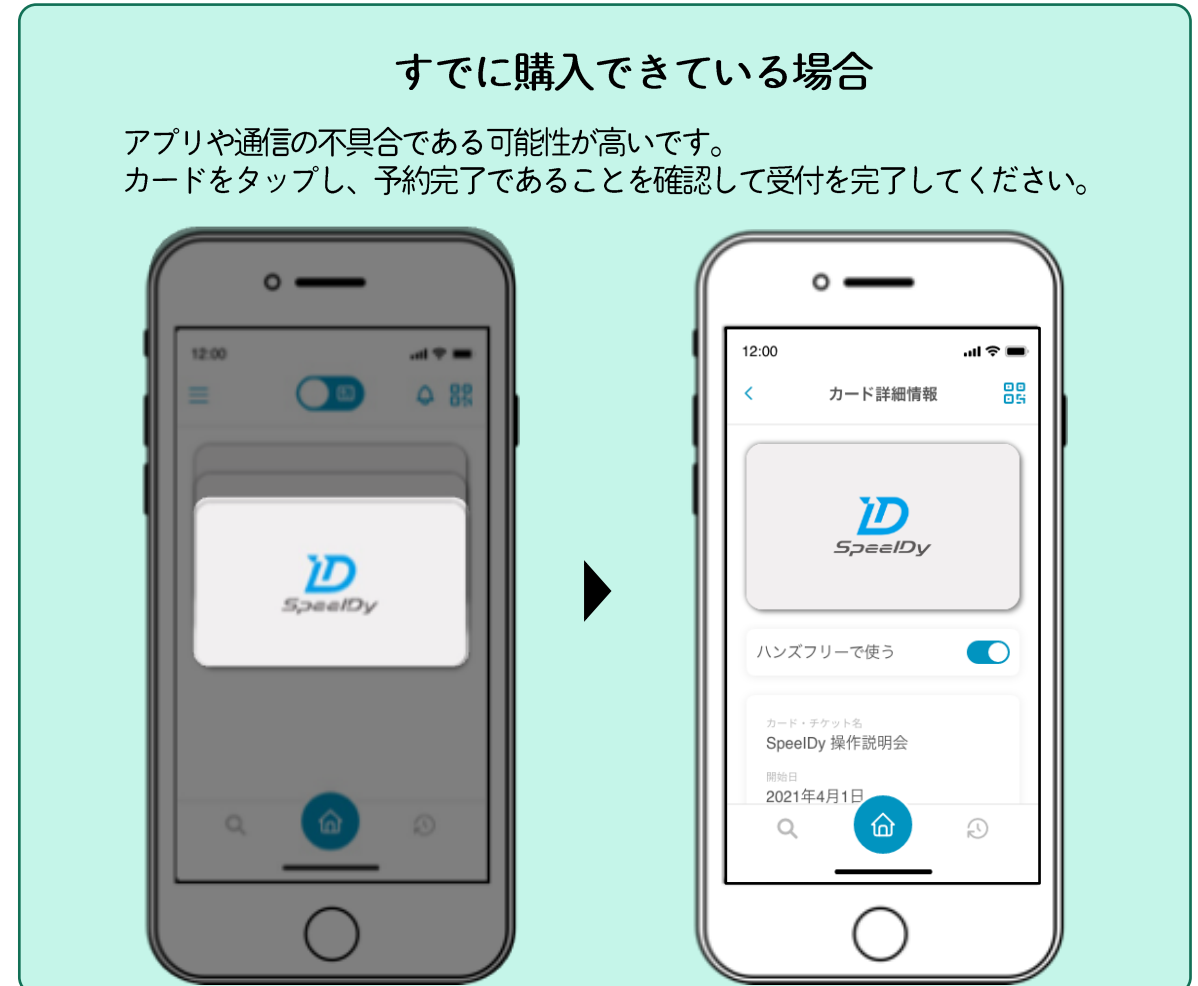 すでに購入できている場合
アプリや通信の不具合である可能性が高いです。
カードをタップし、予約完了であることを確認して受付を完了してください。
12:00
SpeelDy
12:00
カード詳細情報
SpeelDy
ハンズフリーで使う
カード・チケット名
SpeelDy 操作説明会
開始日
2021年4月1日